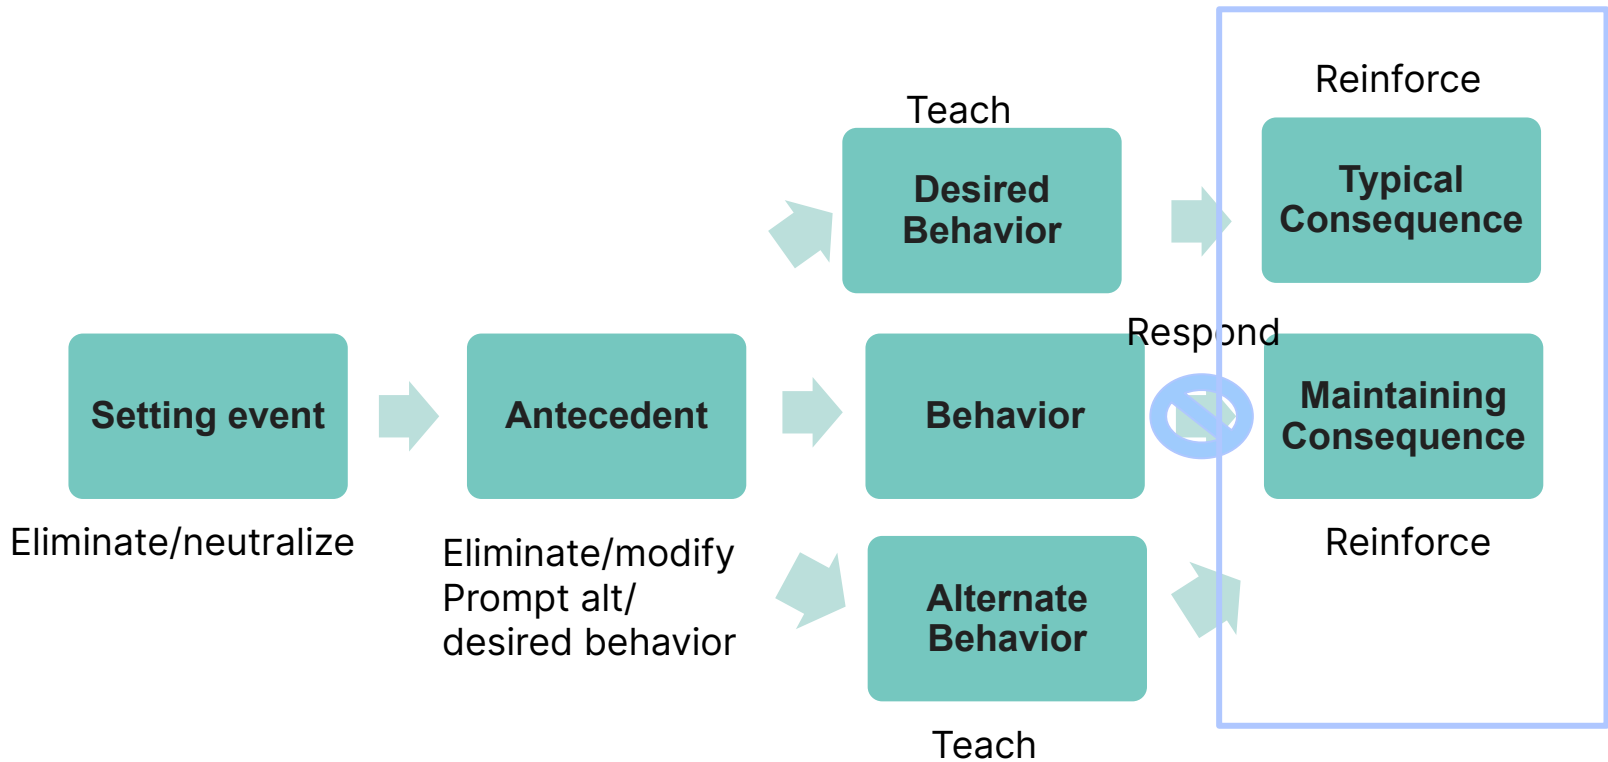 Reinforce
Teach
Desired
Behavior
Typical
Consequence
Respond
Setting event
Antecedent
Behavior
Maintaining
Consequence
Eliminate/neutralize
Eliminate/modify
Prompt alt/
desired behavior
Reinforce
Alternate
Behavior
Teach